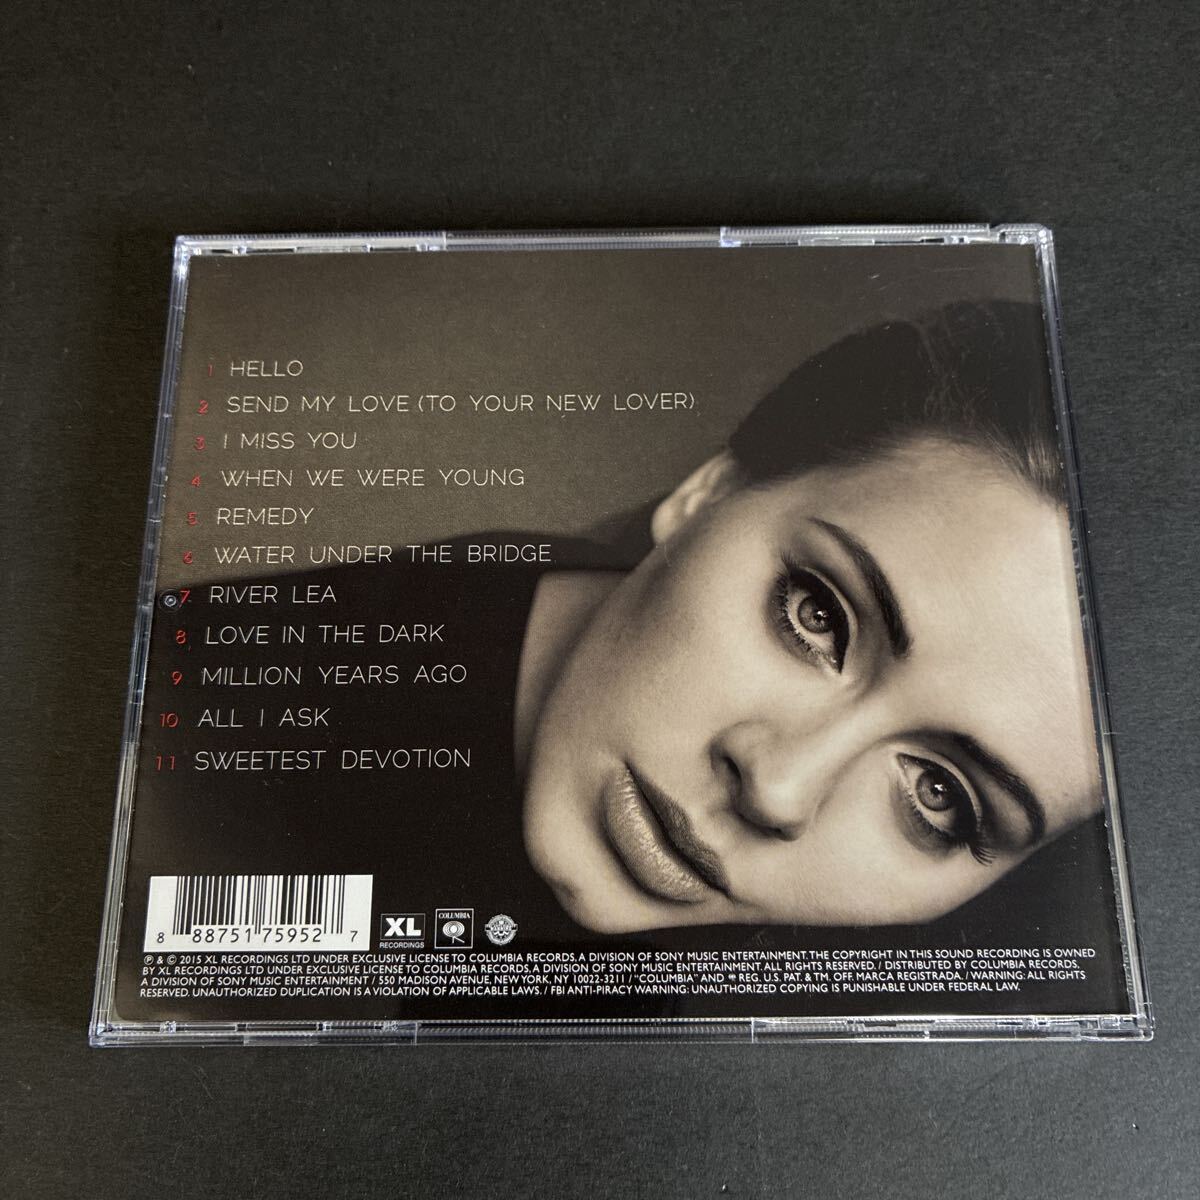 1 HELLO
2 SEND MY LOVE (TO YOUR NEW LOVER)
3 I MISS YOU
4 WHEN WE WERE YOUNG
5 REMEDY
6 WATER UNDER THE BRIDGE
7 RIVER LEA
8 LOVE IN THE DARK
9 MILLION YEARS AGO
10 ALL I ASK
11 SWEETEST DEVOTION
8 88751 75952 7
XL
RECORDINGS
COLUMBIA
℗ & © 2015 XL RECORDINGS LTD UNDER EXCLUSIVE LICENSE TO COLUMBIA RECORDS, A DIVISION OF SONY MUSIC ENTERTAINMENT. THE COPYRIGHT IN THIS SOUND RECORDING IS OWNED
BY XL RECORDINGS LTD UNDER EXCLUSIVE LICENSE TO COLUMBIA RECORDS, A DIVISION OF SONY MUSIC ENTERTAINMENT. ALL RIGHTS RESERVED. / DISTRIBUTED BY COLUMBIA RECORDS,
A DIVISION OF SONY MUSIC ENTERTAINMENT / 550 MADISON AVENUE, NEW YORK, NY 10022-3211 / "COLUMBIA" AND REG. U.S. PAT. & TM. OFF. MARCA REGISTRADA. / WARNING: ALL RIGHTS
RESERVED. UNAUTHORIZED DUPLICATION IS A VIOLATION OF APPLICABLE LAWS. / FBI ANTI-PIRACY WARNING: UNAUTHORIZED COPYING IS PUNISHABLE UNDER FEDERAL LAW.